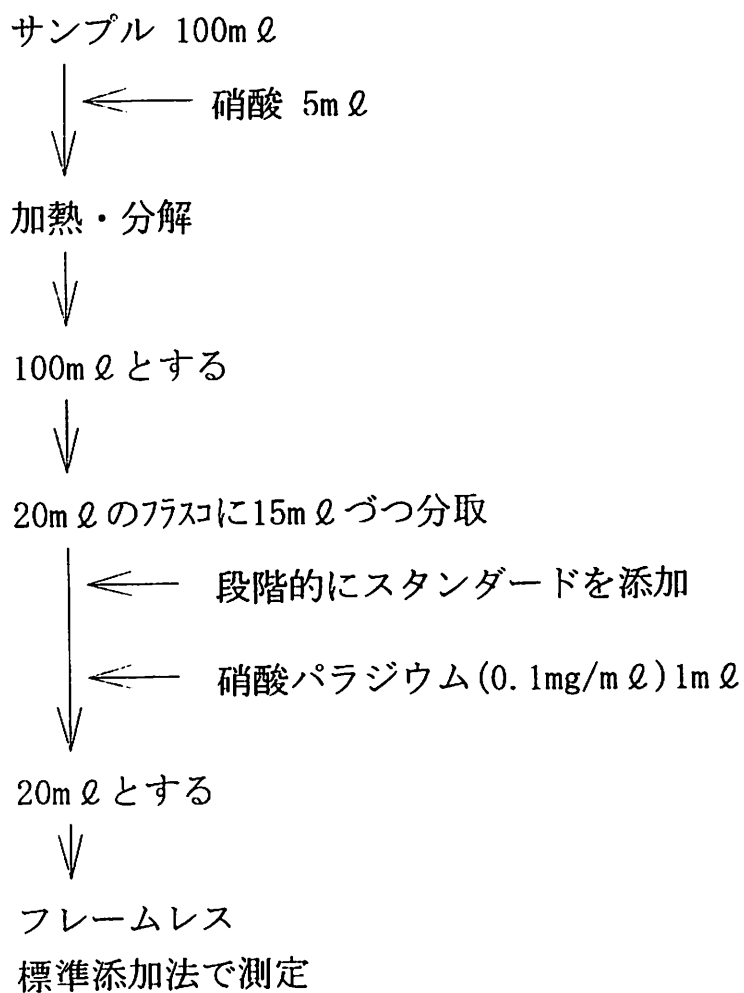 サンプル 100mℓ
硝酸 5mℓ
加熱・分解
100mℓとする
20mℓのﾌﾗｽｺに15mℓづつ分取
段階的にスタンダードを添加
硝酸パラジウム(0.1mg/mℓ)1mℓ
20mℓとする
フレームレス
標準添加法で測定